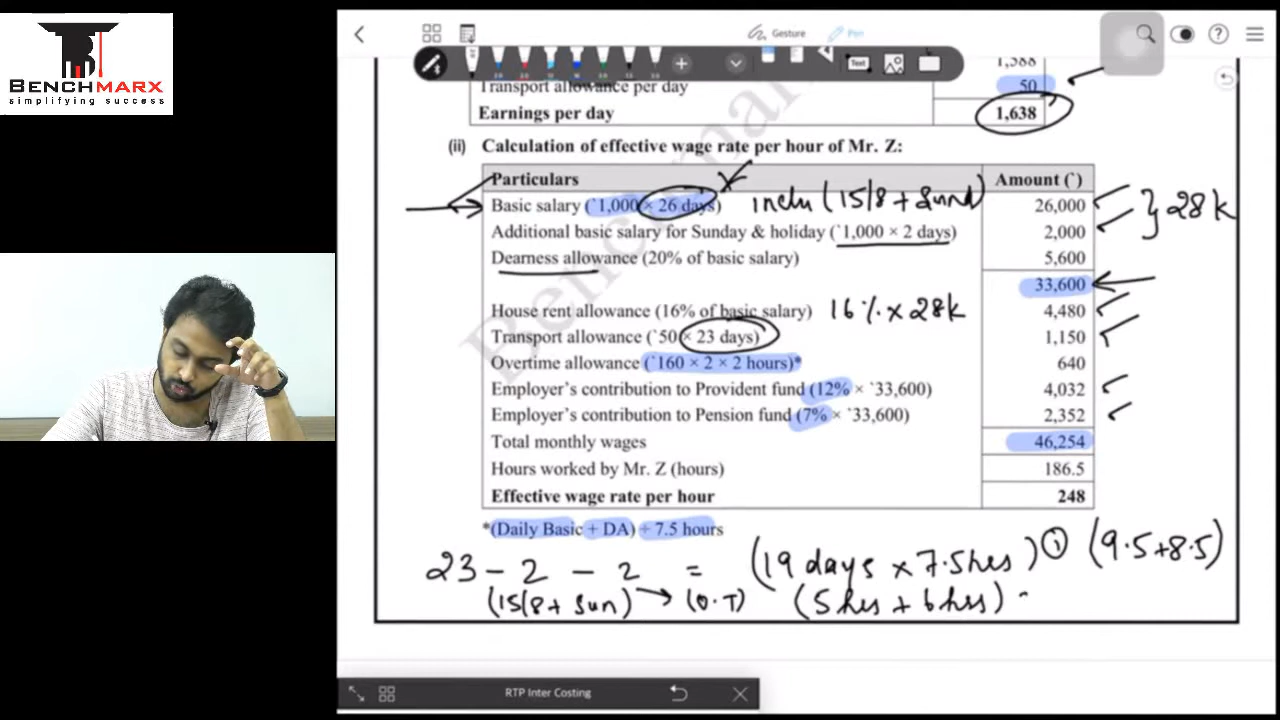 BENCHMARX
simplifying success
Gesture
Pen
Text
1,588
Transport allowance per day 50
Earnings per day 1,638
(ii) Calculation of effective wage rate per hour of Mr. Z:
Particulars Amount (`)
Basic salary (`1,000 × 26 days) inclu (15/8 + Sund) 26,000
Additional basic salary for Sunday & holiday (`1,000 × 2 days) 2,000 } 28k
Dearness allowance (20% of basic salary) 5,600
33,600
House rent allowance (16% of basic salary) 16% × 28k 4,480
Transport allowance (`50 × 23 days) 1,150
Overtime allowance (`160 × 2 × 2 hours)* 640
Employer's contribution to Provident fund (12% × `33,600) 4,032
Employer's contribution to Pension fund (7% × `33,600) 2,352
Total monthly wages 46,254
Hours worked by Mr. Z (hours) 186.5
Effective wage rate per hour 248
*(Daily Basic + DA) ÷ 7.5 hours
23 - 2 - 2 = (19 days × 7.5hrs) + (9.5+8.5)
(15/8 + Sun) → (O.T) (5hrs + 6hrs)
Benchmar
RTP Inter Costing